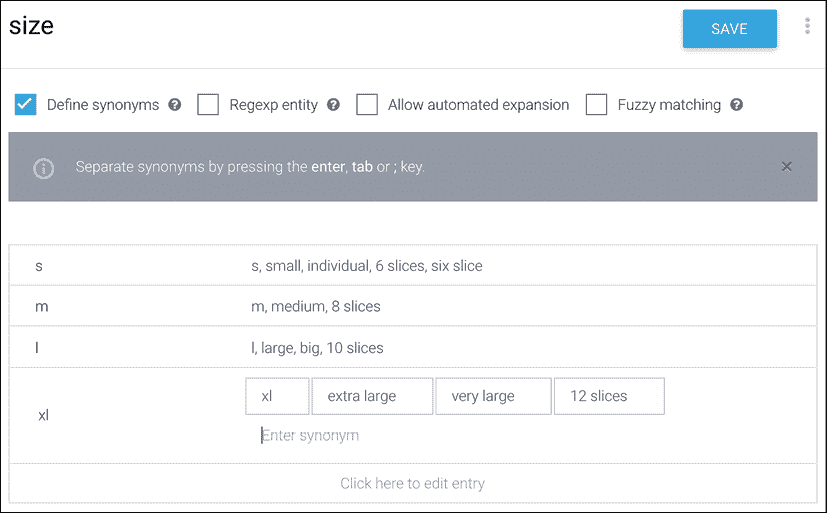 size SAVE
Define synonyms ? Regexp entity ? Allow automated expansion Fuzzy matching ?
Separate synonyms by pressing the enter, tab or ; key.
s s, small, individual, 6 slices, six slice
m m, medium, 8 slices
l l, large, big, 10 slices
xl xl extra large very large 12 slices
Enter synonym
Click here to edit entry